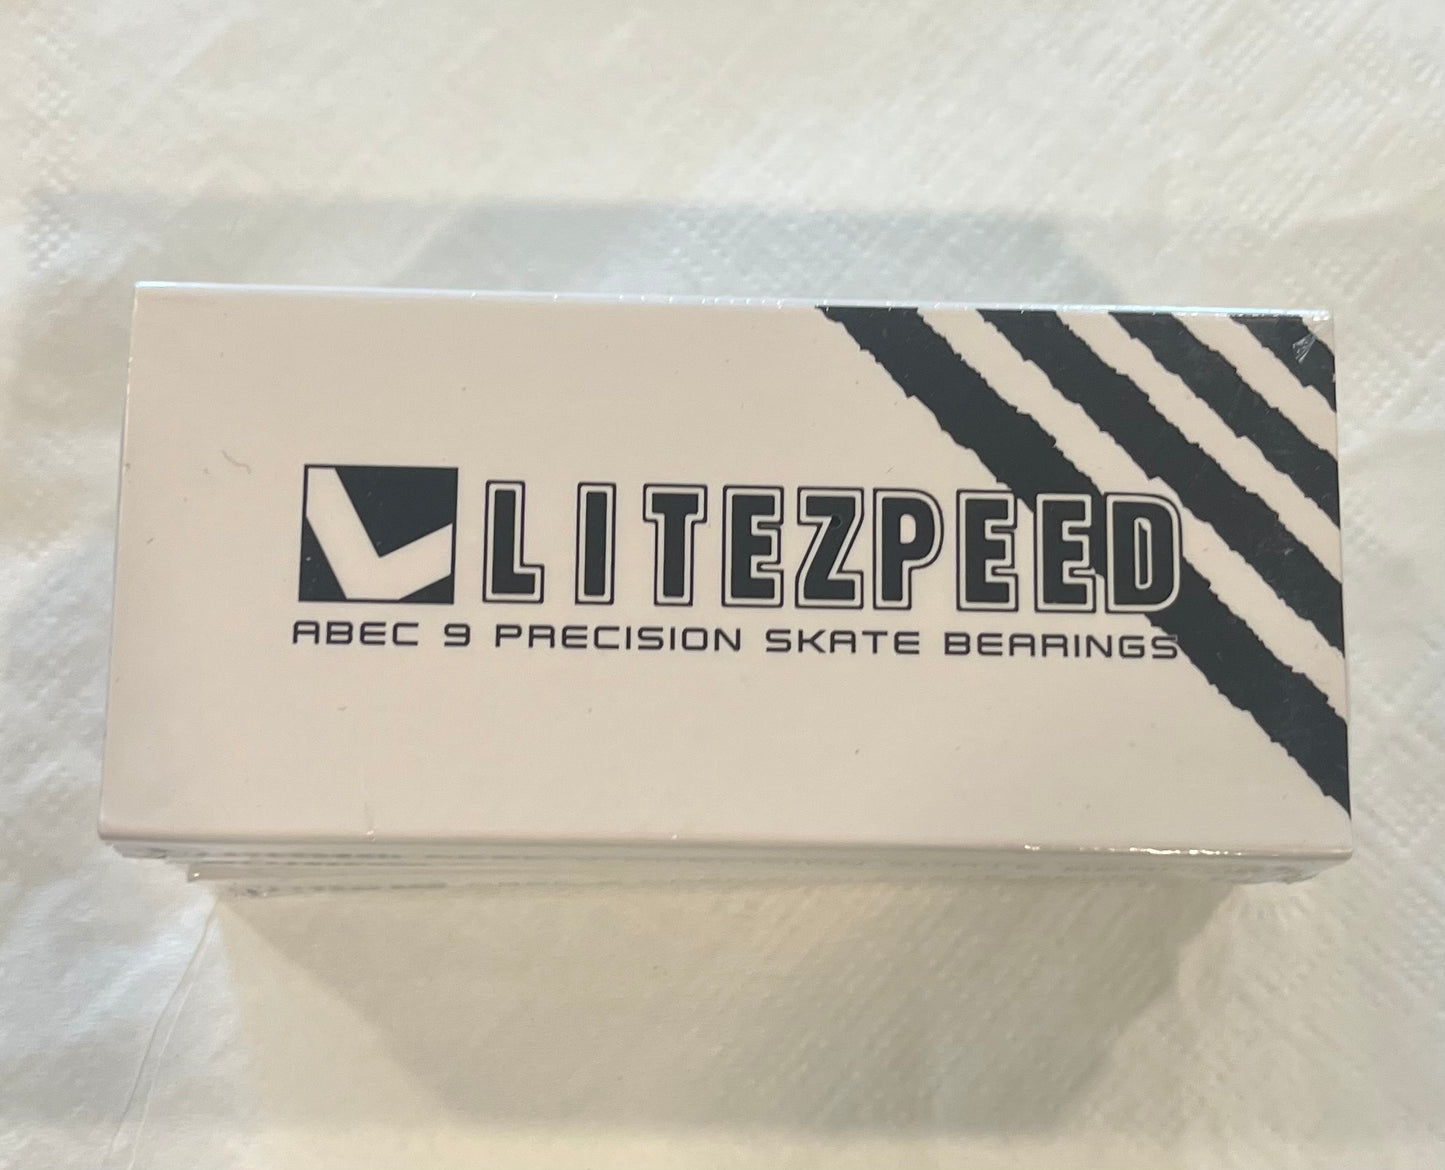 LITEZPEED
ABEC 9 PRECISION SKATE BEARINGS